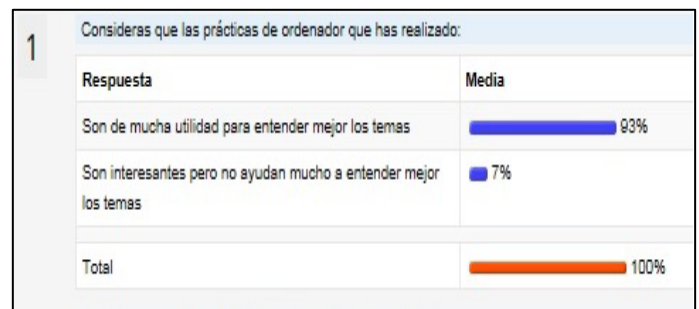 1
Consideras que las prácticas de ordenador que has realizado:
Respuesta Media
Son de mucha utilidad para entender mejor los temas 93%
Son interesantes pero no ayudan mucho a entender mejor 7%
los temas
Total 100%